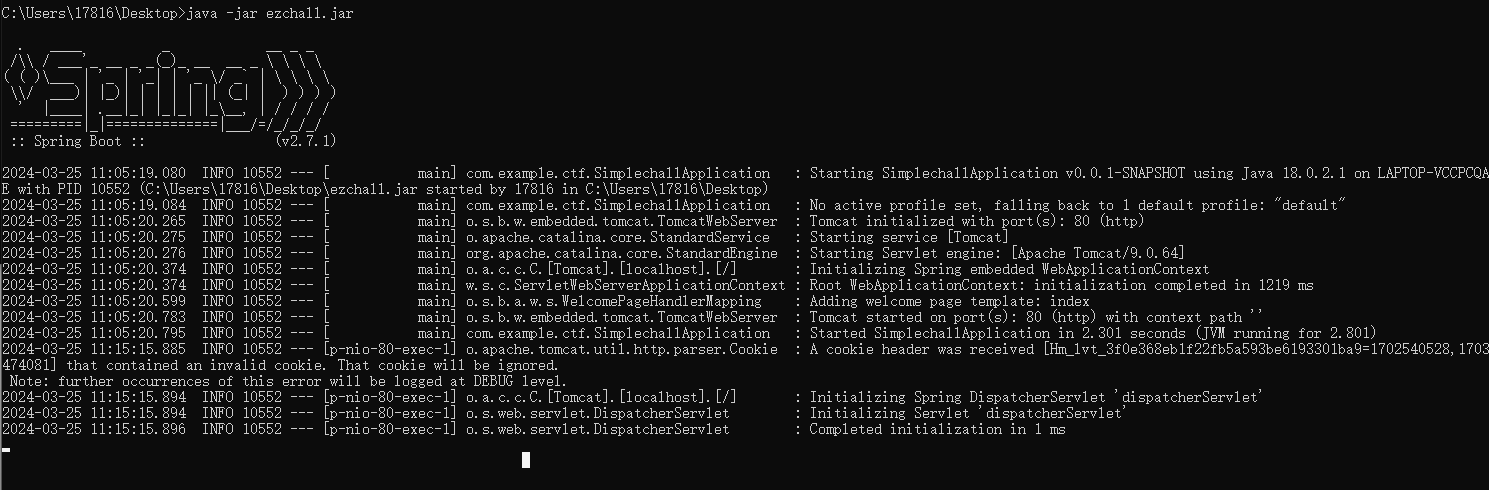 C:\Users\17816\Desktop>java -jar ezchall.jar
  .   ____          _            __ _ _
 /\\ / ___'_ __ _ _(_)_ __  __ _ \ \ \ \
( ( )\___ | '_ | '_| | '_ \/ _` | \ \ \ \
 \\/  ___)| |_)| | | | | || (_| |  ) ) ) )
  '  |____| .__|_| |_|_| |_\__, | / / / /
 =========|_|==============|___/=/_/_/_/
 :: Spring Boot ::                (v2.7.1)
2024-03-25 11:05:19.080  INFO 10552 --- [           main] com.example.ctf.SimplechallApplication   : Starting SimplechallApplication v0.0.1-SNAPSHOT using Java 18.0.2.1 on LAPTOP-VCCPCQA
E with PID 10552 (C:\Users\17816\Desktop\ezchall.jar started by 17816 in C:\Users\17816\Desktop)
2024-03-25 11:05:19.084  INFO 10552 --- [           main] com.example.ctf.SimplechallApplication   : No active profile set, falling back to 1 default profile: "default"
2024-03-25 11:05:20.265  INFO 10552 --- [           main] o.s.b.w.embedded.tomcat.TomcatWebServer  : Tomcat initialized with port(s): 80 (http)
2024-03-25 11:05:20.275  INFO 10552 --- [           main] o.apache.catalina.core.StandardService   : Starting service [Tomcat]
2024-03-25 11:05:20.276  INFO 10552 --- [           main] org.apache.catalina.core.StandardEngine  : Starting Servlet engine: [Apache Tomcat/9.0.64]
2024-03-25 11:05:20.374  INFO 10552 --- [           main] o.a.c.c.C.[Tomcat].[localhost].[/]       : Initializing Spring embedded WebApplicationContext
2024-03-25 11:05:20.374  INFO 10552 --- [           main] w.s.c.ServletWebServerApplicationContext : Root WebApplicationContext: initialization completed in 1219 ms
2024-03-25 11:05:20.599  INFO 10552 --- [           main] o.s.b.a.w.s.WelcomePageHandlerMapping    : Adding welcome page template: index
2024-03-25 11:05:20.783  INFO 10552 --- [           main] o.s.b.w.embedded.tomcat.TomcatWebServer  : Tomcat started on port(s): 80 (http) with context path ''
2024-03-25 11:05:20.795  INFO 10552 --- [           main] com.example.ctf.SimplechallApplication   : Started SimplechallApplication in 2.301 seconds (JVM running for 2.801)
2024-03-25 11:15:15.885  INFO 10552 --- [p-nio-80-exec-1] o.apache.tomcat.util.http.parser.Cookie  : A cookie header was received [Hm_lvt_3f0e368eb1f22fb5a593be6193301ba9=1702540528,1703
474081] that contained an invalid cookie. That cookie will be ignored.
 Note: further occurrences of this error will be logged at DEBUG level.
2024-03-25 11:15:15.894  INFO 10552 --- [p-nio-80-exec-1] o.a.c.c.C.[Tomcat].[localhost].[/]       : Initializing Spring DispatcherServlet 'dispatcherServlet'
2024-03-25 11:15:15.894  INFO 10552 --- [p-nio-80-exec-1] o.s.web.servlet.DispatcherServlet        : Initializing Servlet 'dispatcherServlet'
2024-03-25 11:15:15.896  INFO 10552 --- [p-nio-80-exec-1] o.s.web.servlet.DispatcherServlet        : Completed initialization in 1 ms